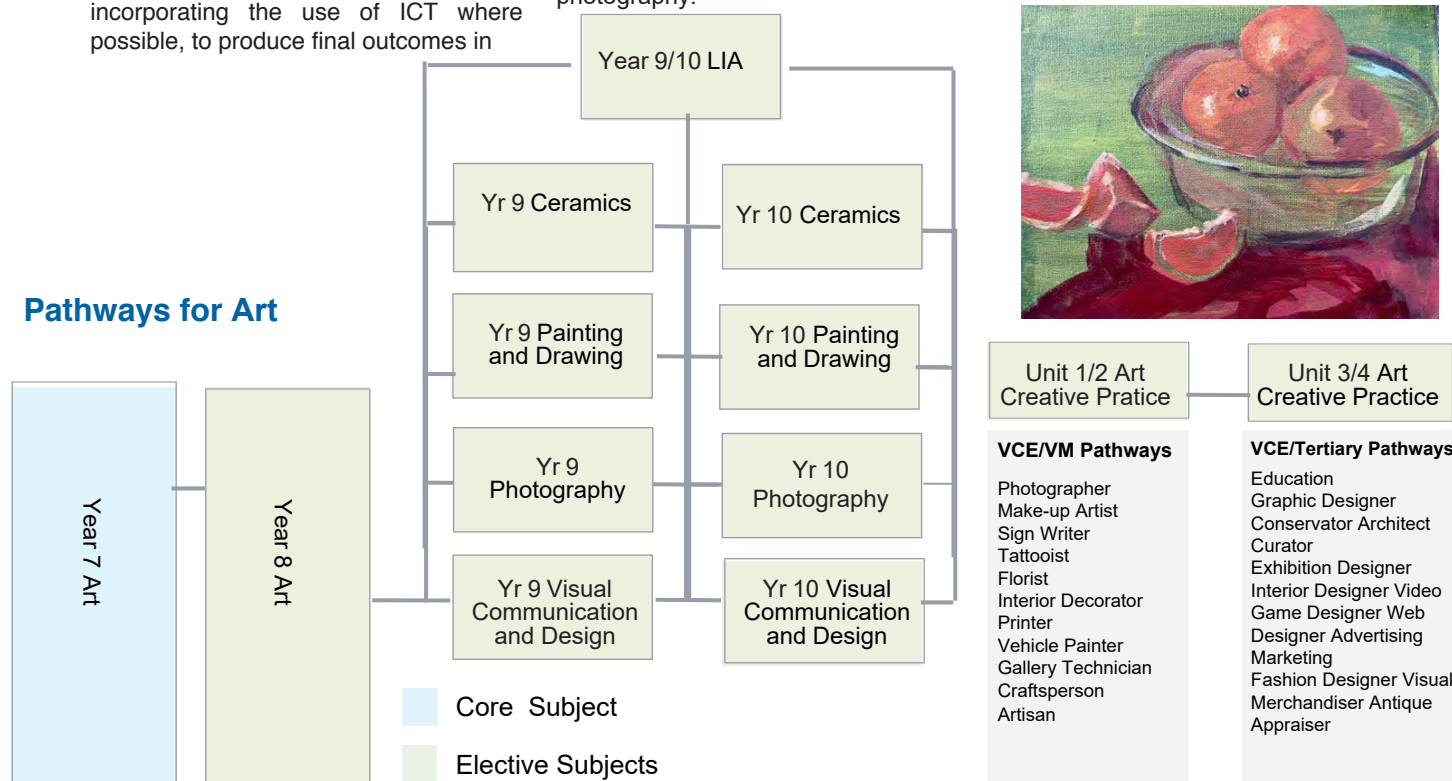 incorporating the use of ICT where
possible, to produce final outcomes in
Year 9/10 LIA
Yr 9 Ceramics
Yr 10 Ceramics
Pathways for Art
Yr 9 Painting
and Drawing
Yr 10 Painting
and Drawing
Yr 9
Photography
Yr 10
Photography
Yr 9 Visual
Communication
and Design
Yr 10 Visual
Communication
and Design
Year 7 Art
Year 8 Art
Core Subject
Elective Subjects
Unit 1/2 Art
Creative Pratice
Unit 3/4 Art
Creative Practice
VCE/VM Pathways
Photographer
Make-up Artist
Sign Writer
Tattooist
Florist
Interior Decorator
Printer
Vehicle Painter
Gallery Technician
Craftsperson
Artisan
VCE/Tertiary Pathways
Education
Graphic Designer
Conservator Architect
Curator
Exhibition Designer
Interior Designer Video
Game Designer Web
Designer Advertising
Marketing
Fashion Designer Visual
Merchandiser Antique
Appraiser